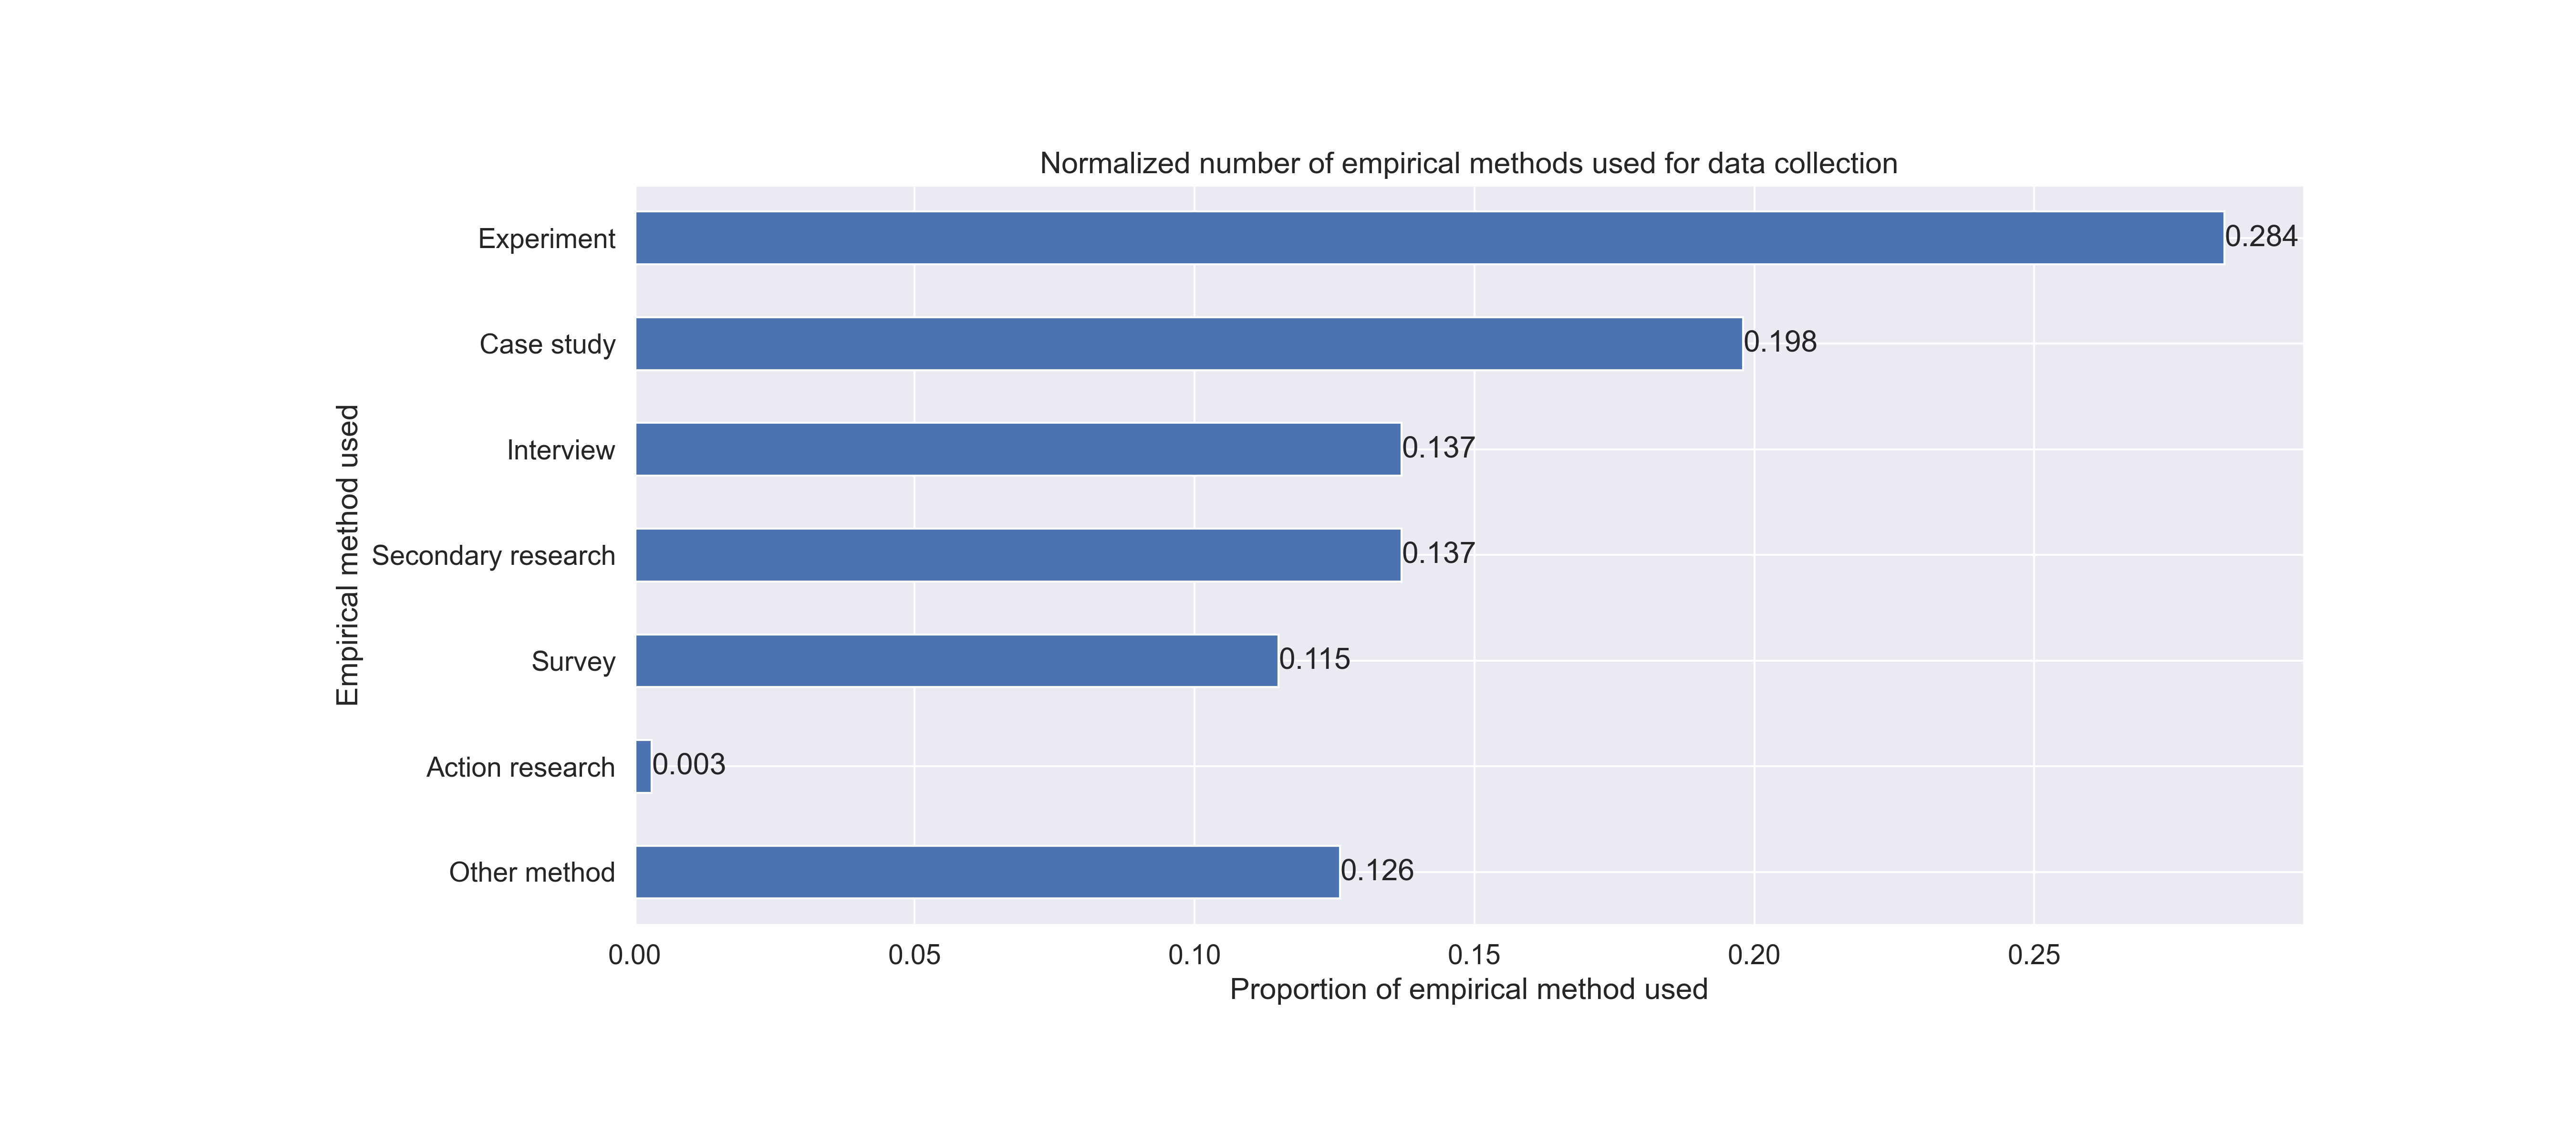 Normalized number of empirical methods used for data collection
Empirical method used
Experiment 0.284
Case study 0.198
Interview 0.137
Secondary research 0.137
Survey 0.115
Action research 0.003
Other method 0.126
0.00 0.05 0.10 0.15 0.20 0.25
Proportion of empirical method used